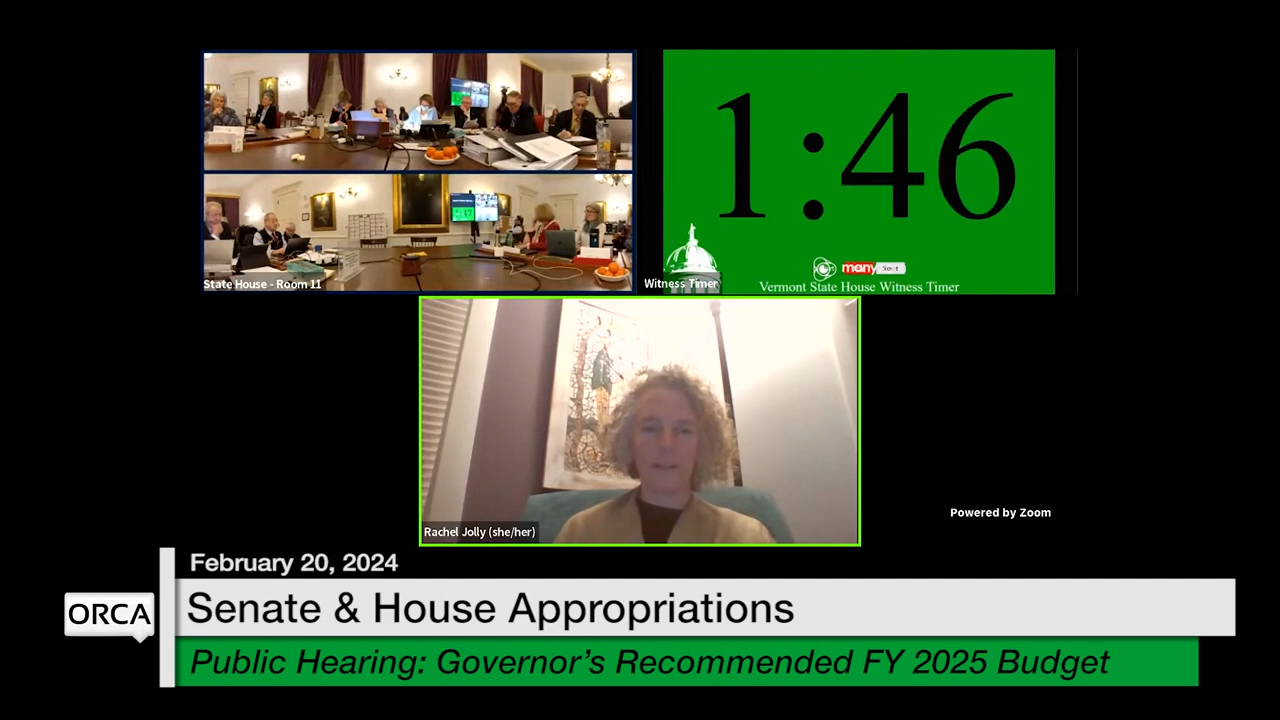 1:46
State House - Room 11
Witness Timer
many
Vermont State House Witness Timer
Rachel Jolly (she/her)
Powered by Zoom
February 20, 2024
ORCA
Senate & House Appropriations
Public Hearing: Governor's Recommended FY 2025 Budget